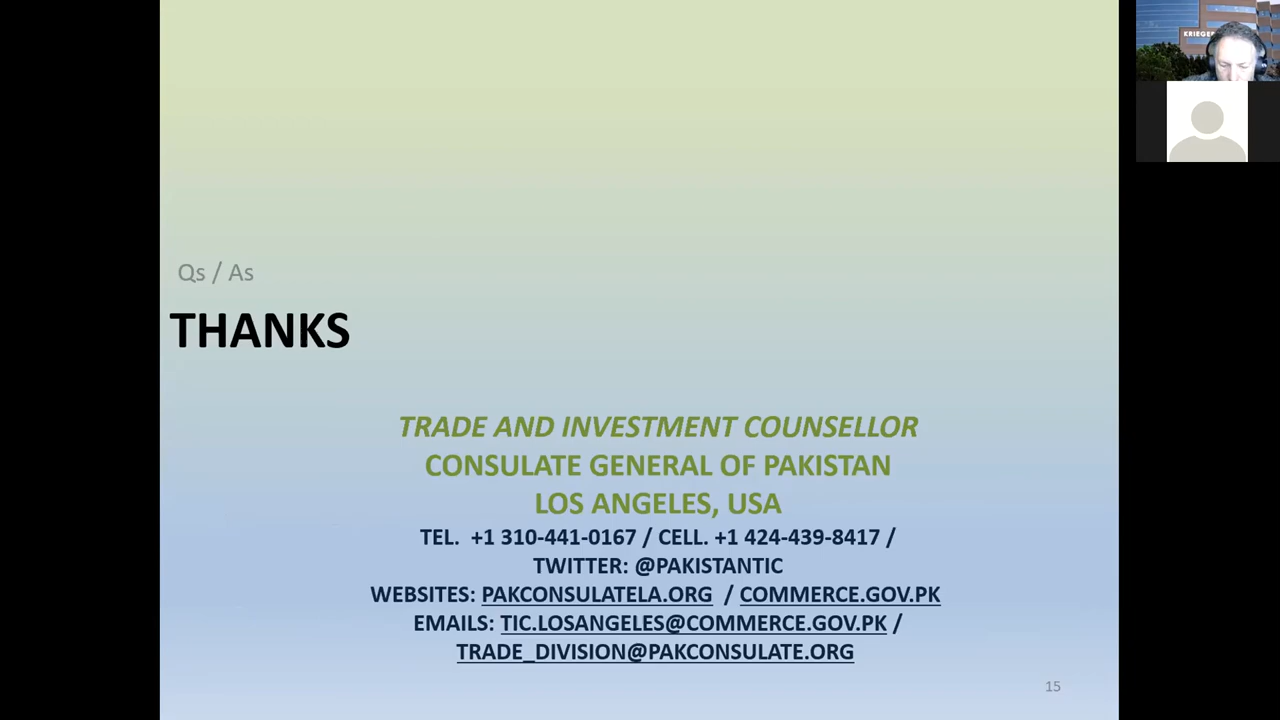 KRIEGER
Qs / As
THANKS
TRADE AND INVESTMENT COUNSELLOR
CONSULATE GENERAL OF PAKISTAN
LOS ANGELES, USA
TEL. +1 310-441-0167 / CELL. +1 424-439-8417 /
TWITTER: @PAKISTANTIC
WEBSITES: PAKCONSULATELA.ORG / COMMERCE.GOV.PK
EMAILS: TIC.LOSANGELES@COMMERCE.GOV.PK /
TRADE_DIVISION@PAKCONSULATE.ORG
15